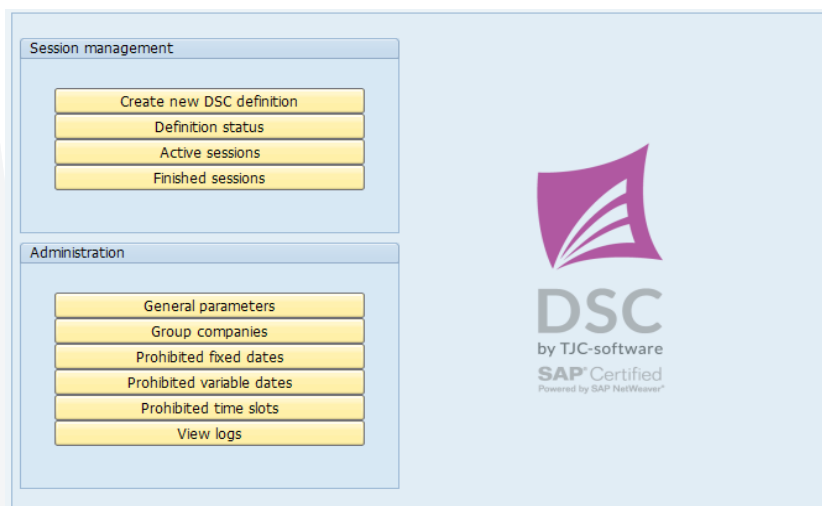 Session management
Create new DSC definition
Definition status
Active sessions
Finished sessions
Administration
General parameters
Group companies
Prohibited fixed dates
Prohibited variable dates
Prohibited time slots
View logs
DSC
by TJC-software
SAP® Certified
Powered by SAP NetWeaver®